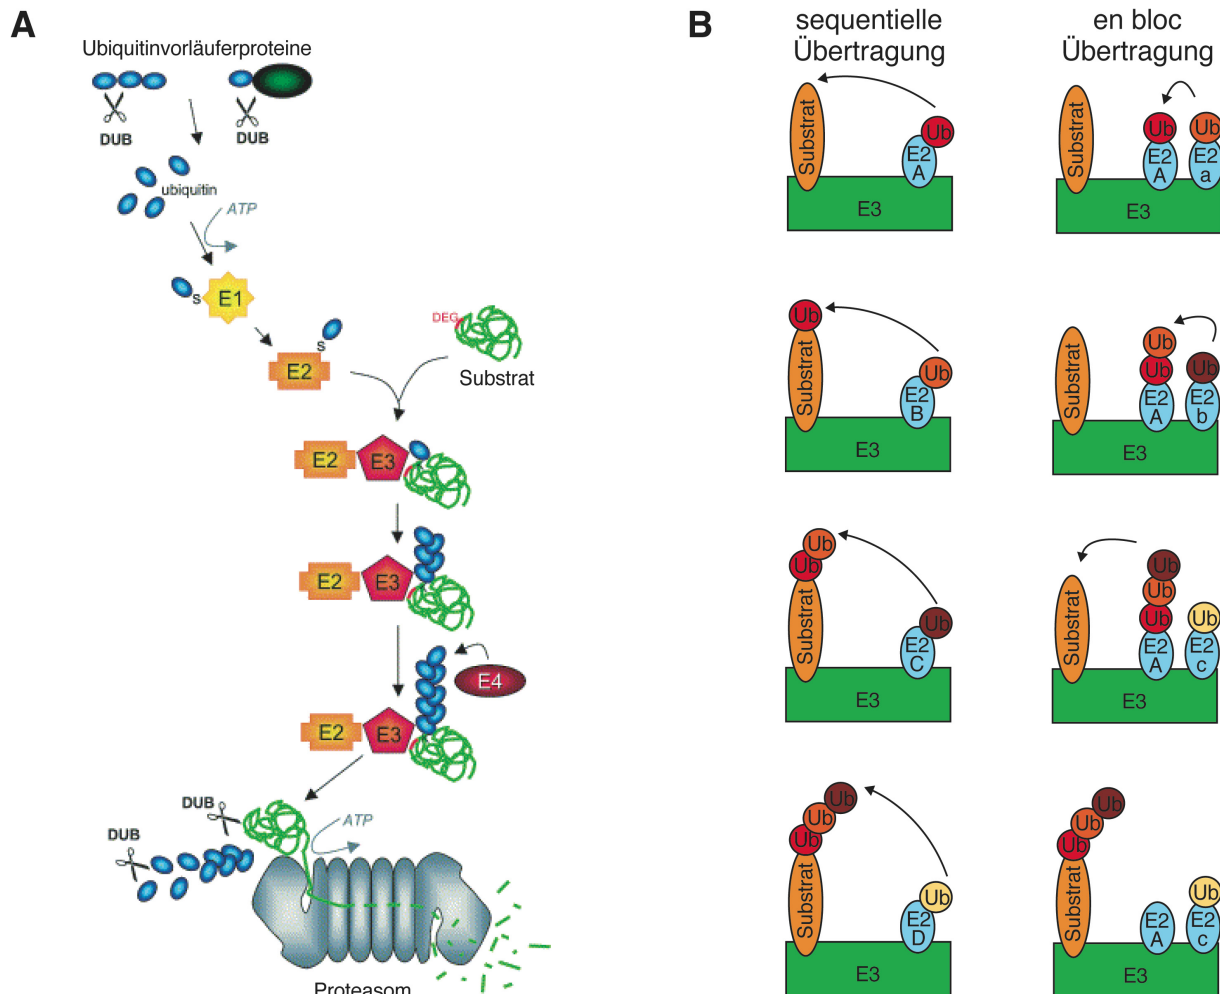 A
Ubiquitinvorläuferproteine
DUB
DUB
ubiquitin
ATP
S
E1
S
E2
DEG
Substrat
E2
E3
E2
E3
E4
E2
E3
DUB
DUB
ATP
Proteasom
B
sequentielle
Übertragung
en bloc
Übertragung
Substrat
Ub
E2
A
E3
Substrat
Ub
E2
A
Ub
E2
a
E3
Ub
Substrat
Ub
E2
B
E3
Substrat
Ub
Ub
E2
A
Ub
E2
b
E3
Ub
Ub
Substrat
Ub
E2
C
E3
Substrat
Ub
Ub
Ub
E2
A
Ub
E2
c
E3
Ub
Ub
Ub
Substrat
Ub
E2
D
E3
Ub
Ub
Ub
Substrat
E2
A
Ub
E2
c
E3